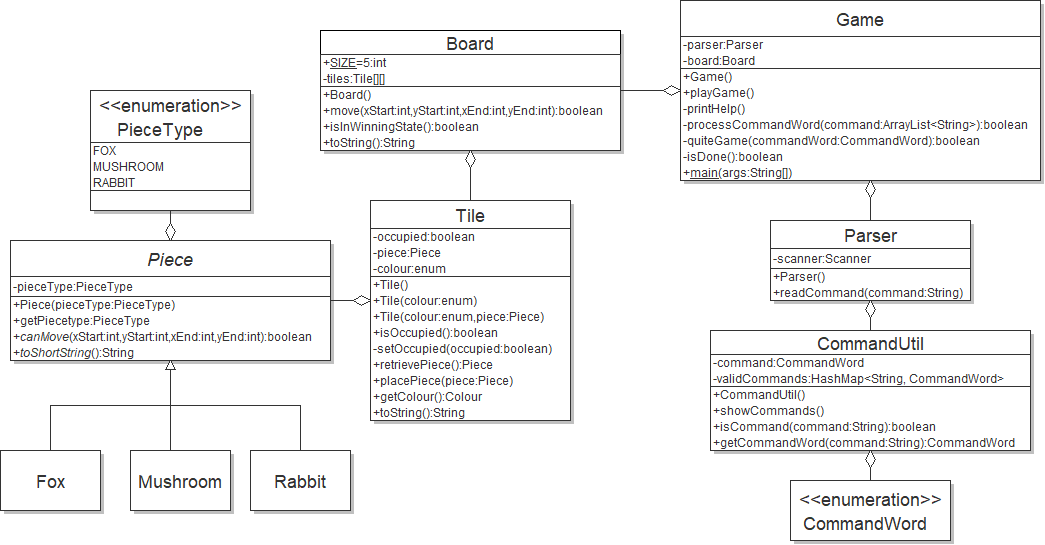 <<enumeration>>
PieceType
FOX
MUSHROOM
RABBIT
Piece
-pieceType:PieceType
+Piece(pieceType:PieceType)
+getPiecetype:PieceType
+canMove(xStart:int,yStart:int,xEnd:int,yEnd:int):boolean
+toShortString():String
Fox
Mushroom
Rabbit
Board
+SIZE=5:int
-tiles:Tile[][]
+Board()
+move(xStart:int,yStart:int,xEnd:int,yEnd:int):boolean
+isInWinningState():boolean
+toString():String
Tile
-occupied:boolean
-piece:Piece
-colour:enum
+Tile()
+Tile(colour:enum)
+Tile(colour:enum,piece:Piece)
+isOccupied():boolean
-setOccupied(occupied:boolean)
+retrievePiece():Piece
+placePiece(piece:Piece)
+getColour():Colour
+toString():String
Game
-parser:Parser
-board:Board
+Game()
+playGame()
-printHelp()
-processCommandWord(command:ArrayList<String>):boolean
-quiteGame(commandWord:CommandWord):boolean
-isDone():boolean
+main(args:String[])
Parser
-scanner:Scanner
+Parser()
+readCommand(command:String)
CommandUtil
-command:CommandWord
-validCommands:HashMap<String, CommandWord>
+CommandUtil()
+showCommands()
+isCommand(command:String):boolean
+getCommandWord(command:String):CommandWord
<<enumeration>>
CommandWord